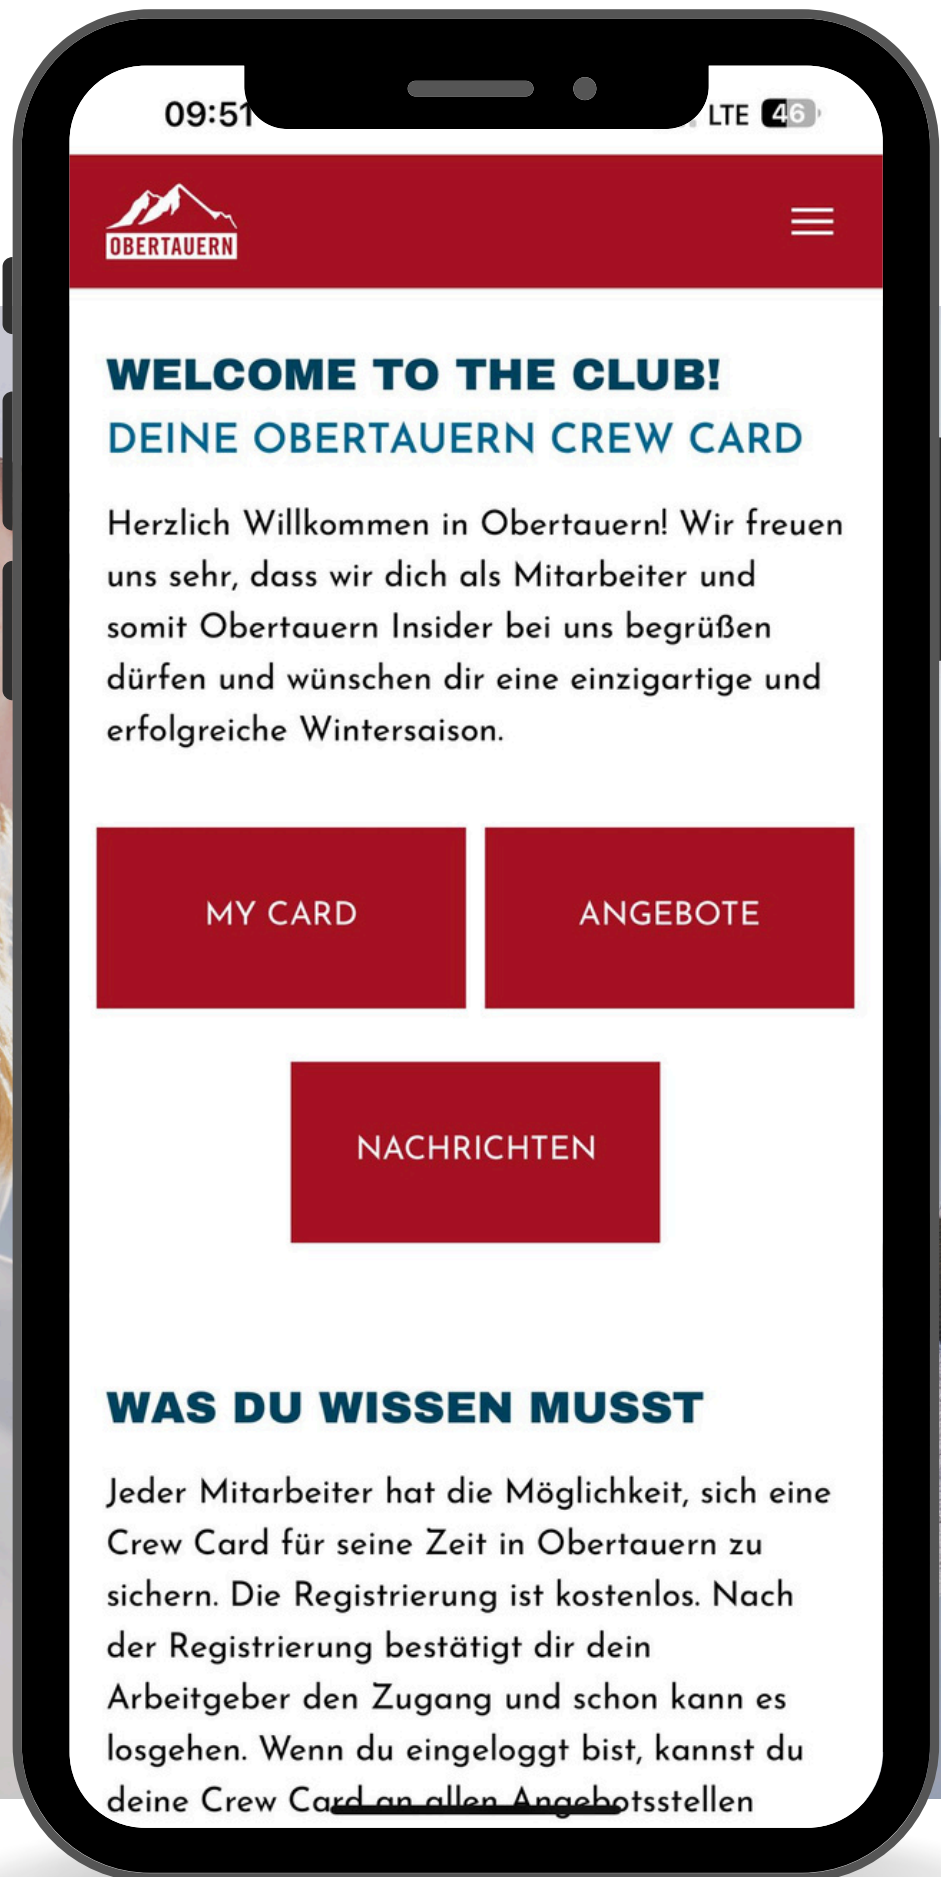 09:51 LTE 46
OBERTAUERN
WELCOME TO THE CLUB!
DEINE OBERTAUERN CREW CARD
Herzlich Willkommen in Obertauern! Wir freuen
uns sehr, dass wir dich als Mitarbeiter und
somit Obertauern Insider bei uns begrüßen
dürfen und wünschen dir eine einzigartige und
erfolgreiche Wintersaison.
MY CARD ANGEBOTE
NACHRICHTEN
WAS DU WISSEN MUSST
Jeder Mitarbeiter hat die Möglichkeit, sich eine
Crew Card für seine Zeit in Obertauern zu
sichern. Die Registrierung ist kostenlos. Nach
der Registrierung bestätigt dir dein
Arbeitgeber den Zugang und schon kann es
losgehen. Wenn du eingeloggt bist, kannst du
deine Crew Card an allen Angebotsstellen